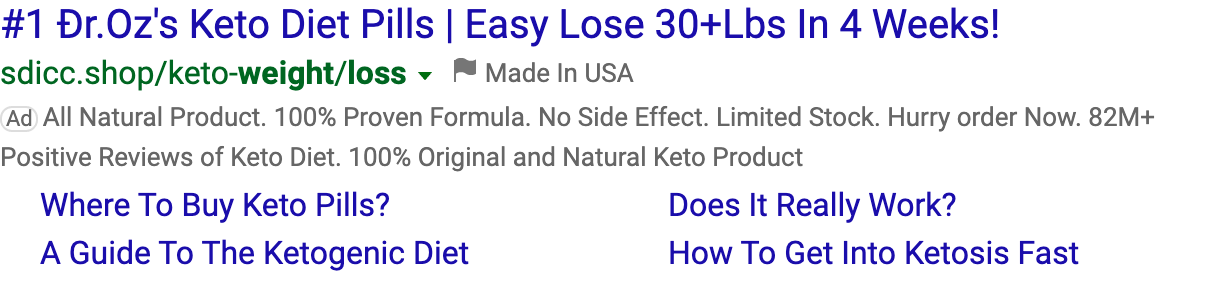 #1 Ðr.Oz's Keto Diet Pills | Easy Lose 30+Lbs In 4 Weeks!
sdicc.shop/keto-weight/loss Made In USA
Ad All Natural Product. 100% Proven Formula. No Side Effect. Limited Stock. Hurry order Now. 82M+
Positive Reviews of Keto Diet. 100% Original and Natural Keto Product
Where To Buy Keto Pills? Does It Really Work?
A Guide To The Ketogenic Diet How To Get Into Ketosis Fast